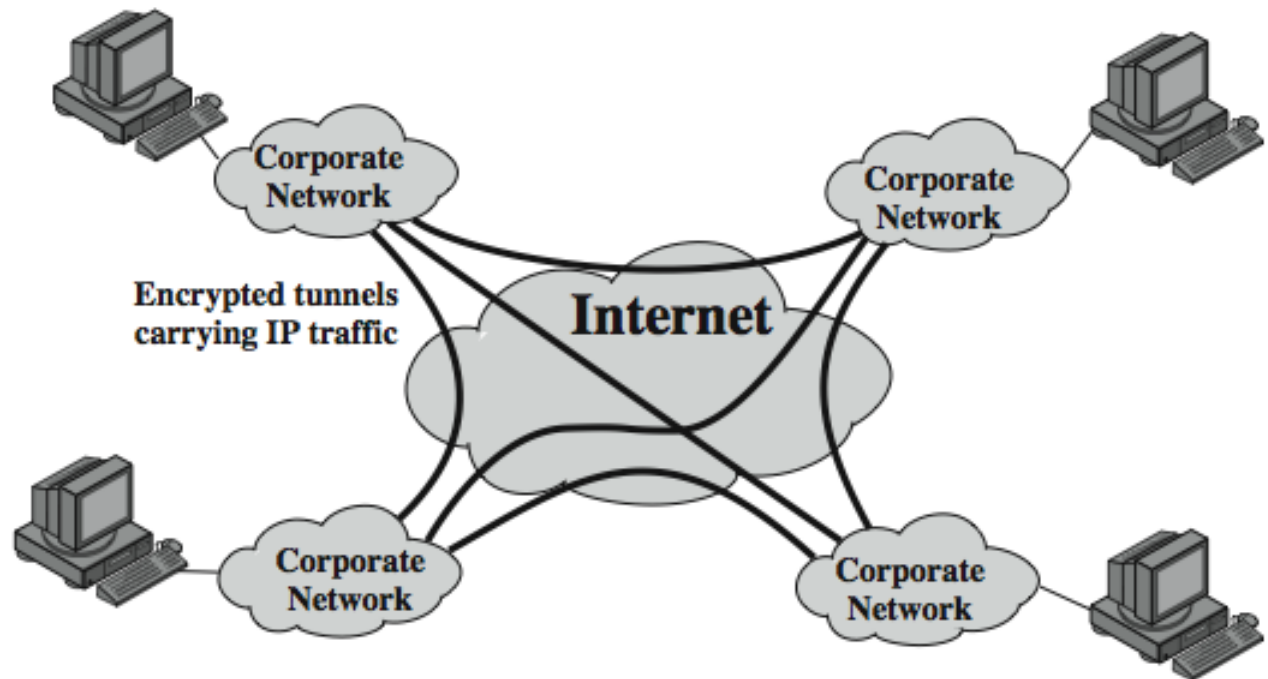 Corporate
Network
Corporate
Network
Encrypted tunnels
carrying IP traffic
Internet
Corporate
Network
Corporate
Network